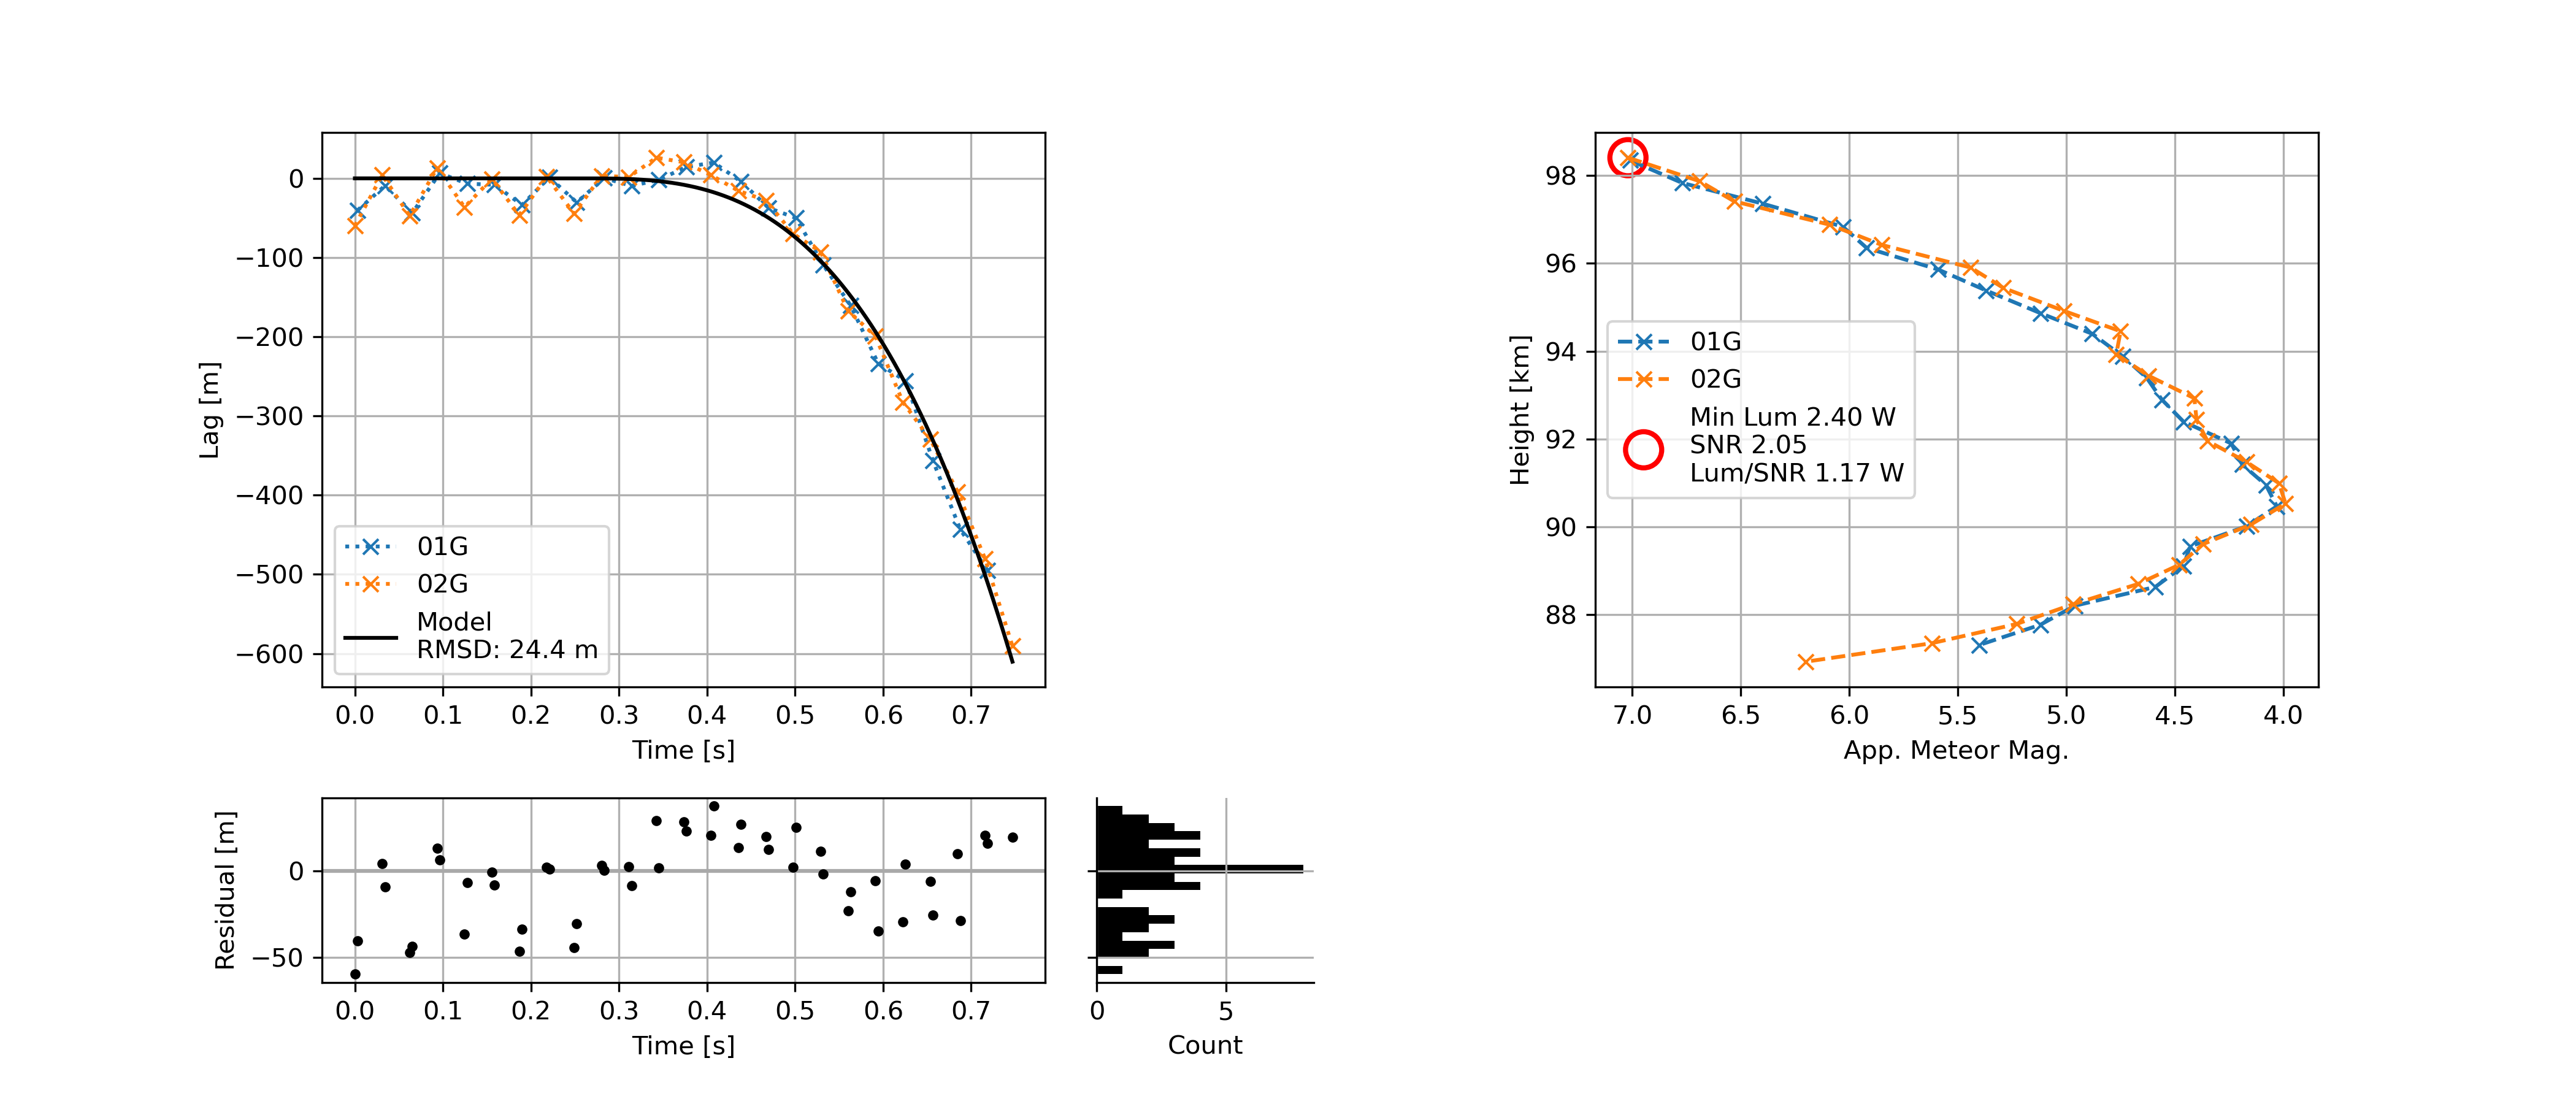 0
−100
−200
−300
−400
−500
−600
Lag [m]
01G
02G
Model
RMSD: 24.4 m
0.0 0.1 0.2 0.3 0.4 0.5 0.6 0.7
Time [s]
98
96
94
92
90
88
Height [km]
01G
02G
Min Lum 2.40 W
SNR 2.05
Lum/SNR 1.17 W
7.0 6.5 6.0 5.5 5.0 4.5 4.0
App. Meteor Mag.
0
−50
Residual [m]
0.0 0.1 0.2 0.3 0.4 0.5 0.6 0.7
Time [s]
0 5
Count